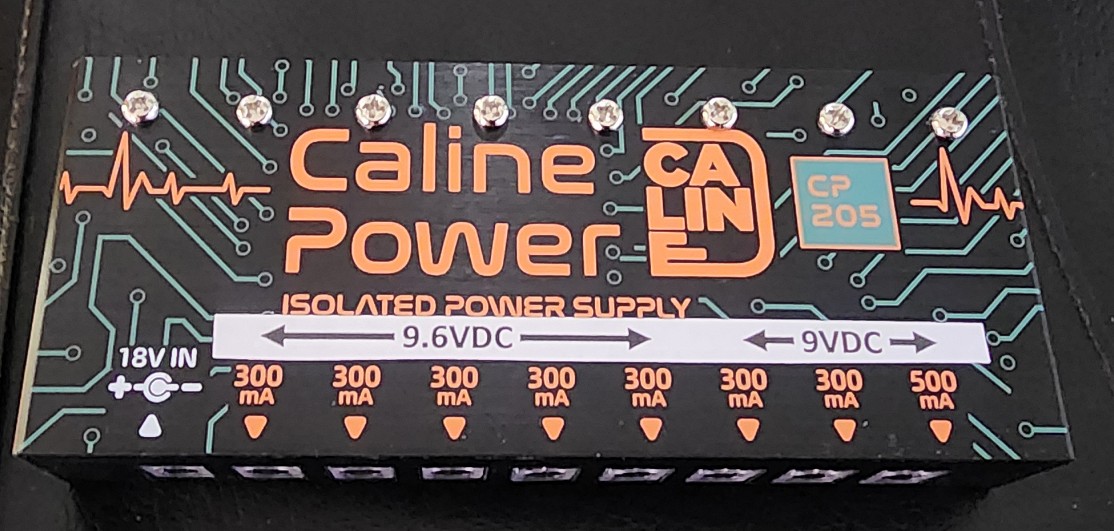 Caline
Power
CA
LIN
E
CP
205
ISOLATED POWER SUPPLY
9.6VDC 9VDC
18V IN
300 300 300 300 300 300 300 500
mA mA mA mA mA mA mA mA